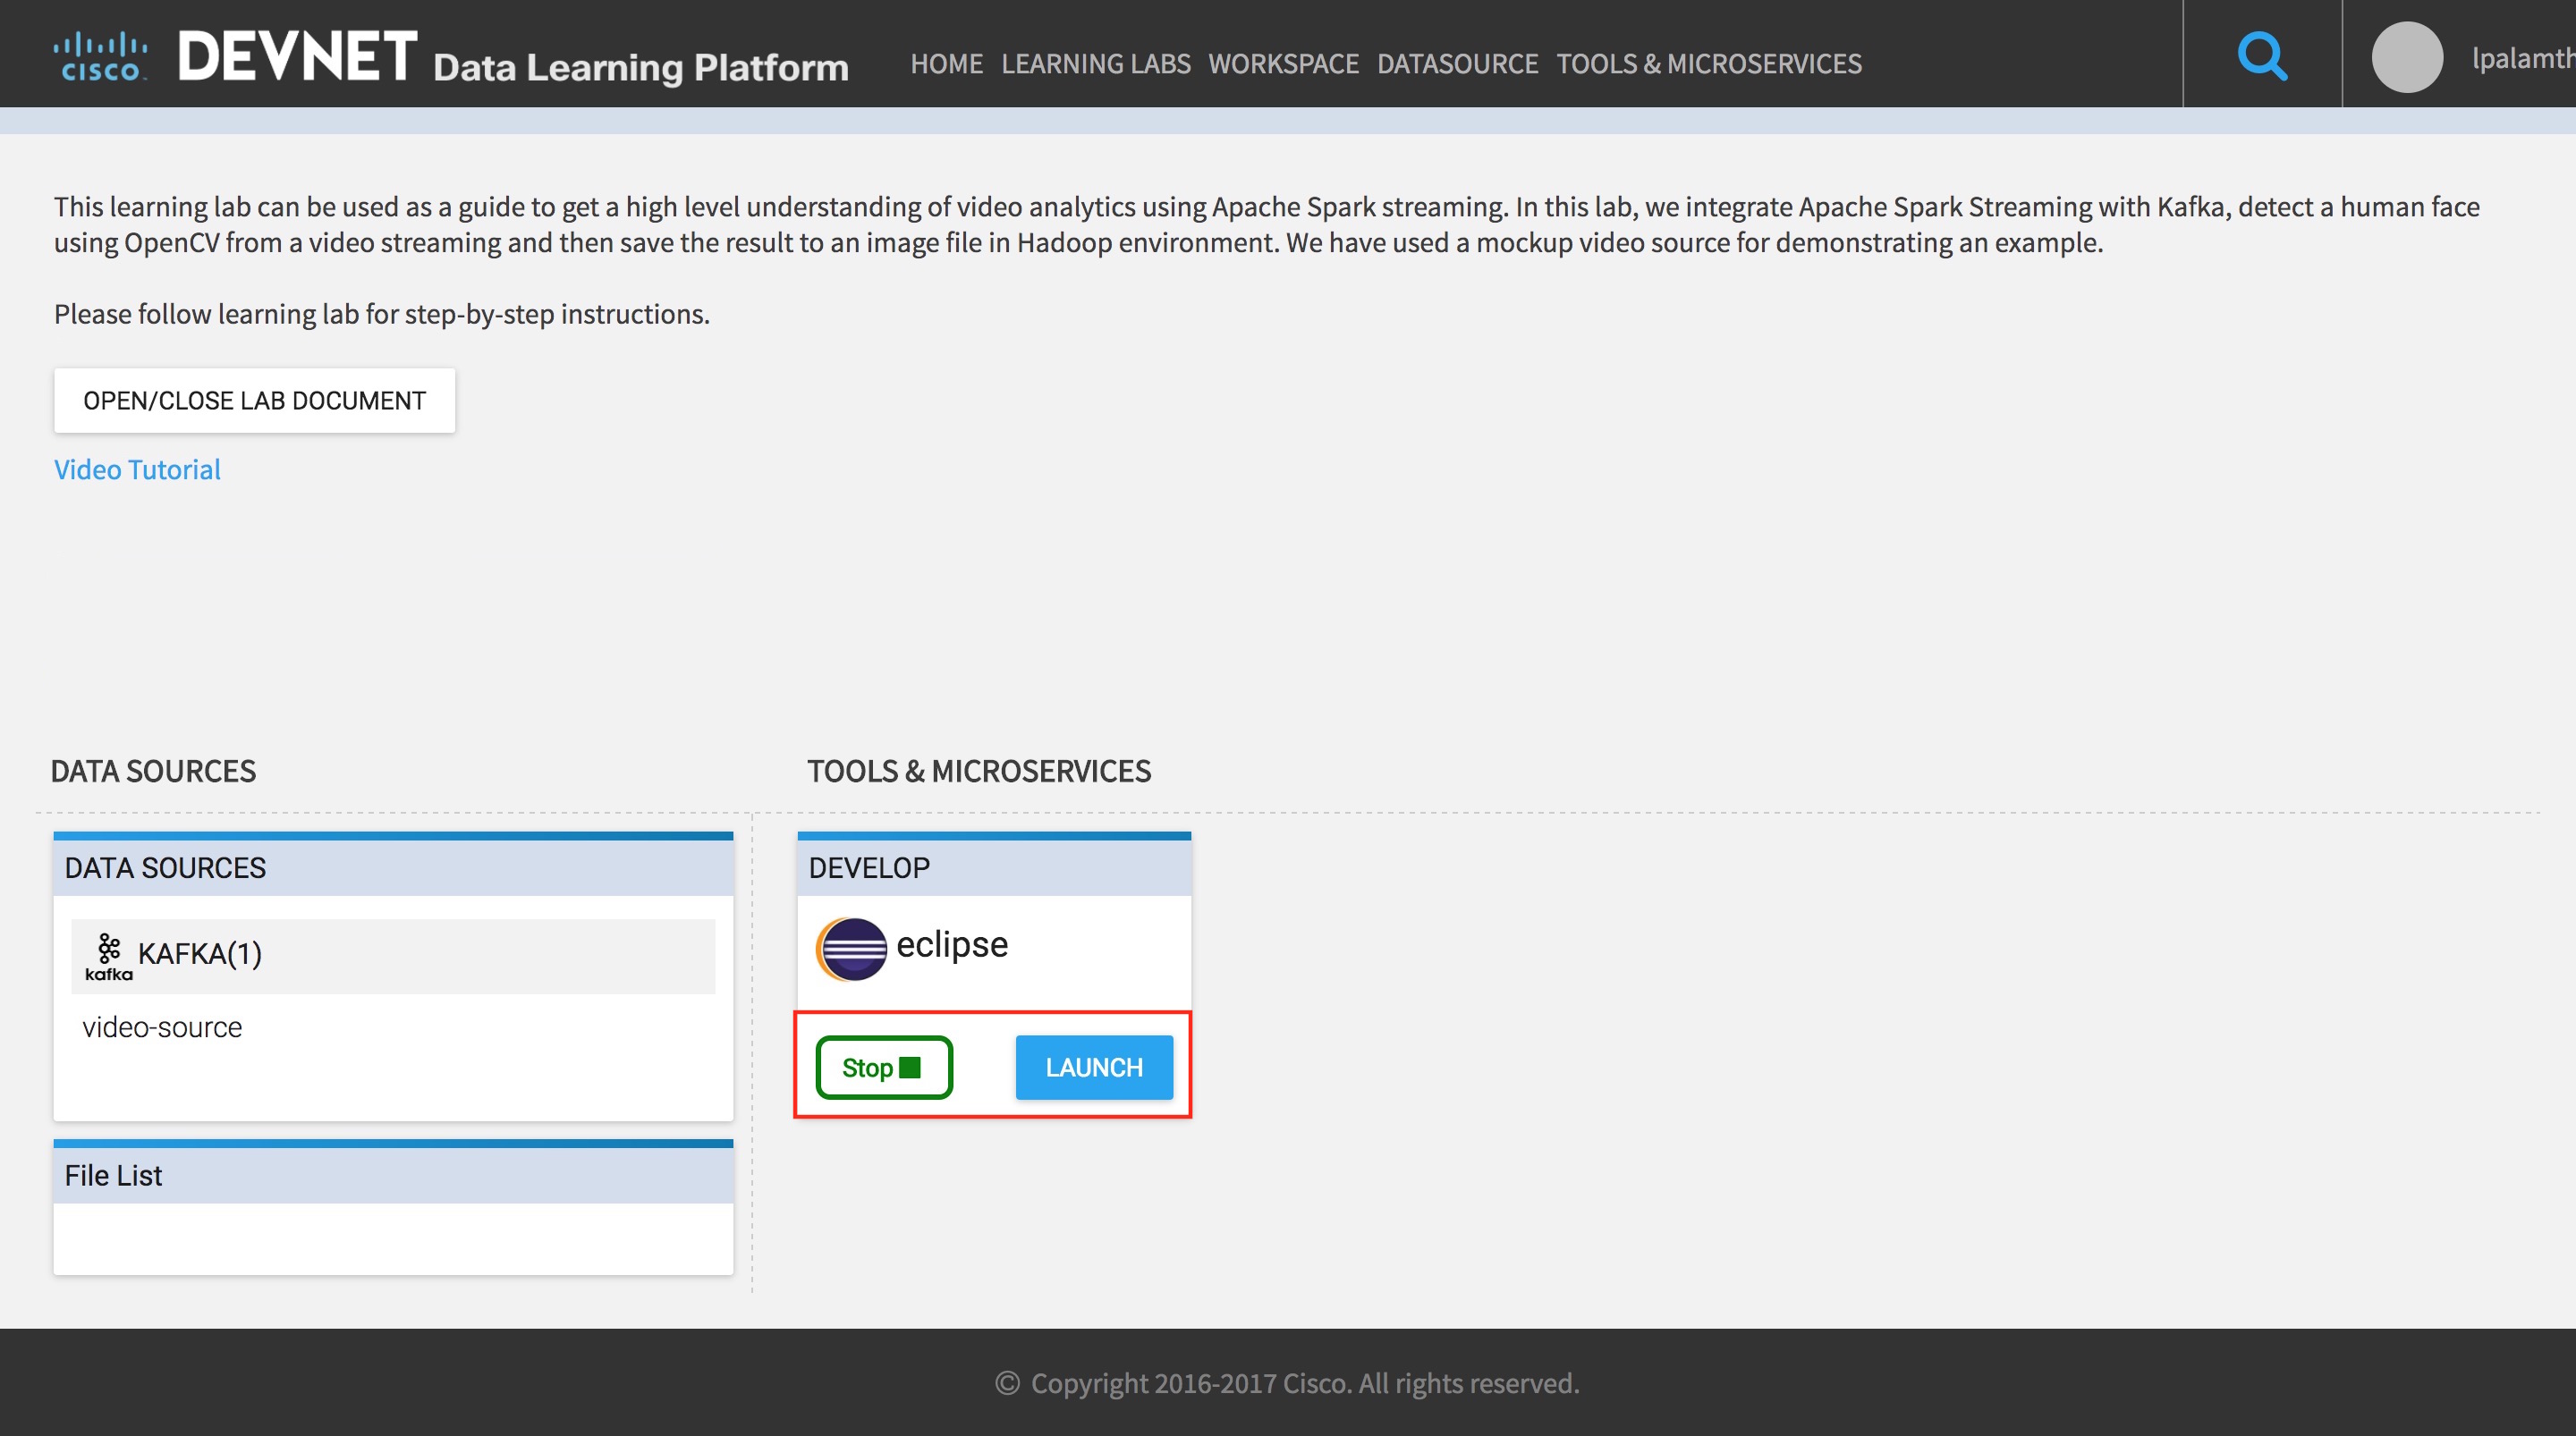 CISCO DEVNET Data Learning Platform HOME LEARNING LABS WORKSPACE DATASOURCE TOOLS & MICROSERVICES lpalamth
This learning lab can be used as a guide to get a high level understanding of video analytics using Apache Spark streaming. In this lab, we integrate Apache Spark Streaming with Kafka, detect a human face
using OpenCV from a video streaming and then save the result to an image file in Hadoop environment. We have used a mockup video source for demonstrating an example.
Please follow learning lab for step-by-step instructions.
OPEN/CLOSE LAB DOCUMENT
Video Tutorial
DATA SOURCES
DATA SOURCES
kafka KAFKA(1)
video-source
File List
TOOLS & MICROSERVICES
DEVELOP
eclipse
Stop LAUNCH
© Copyright 2016-2017 Cisco. All rights reserved.